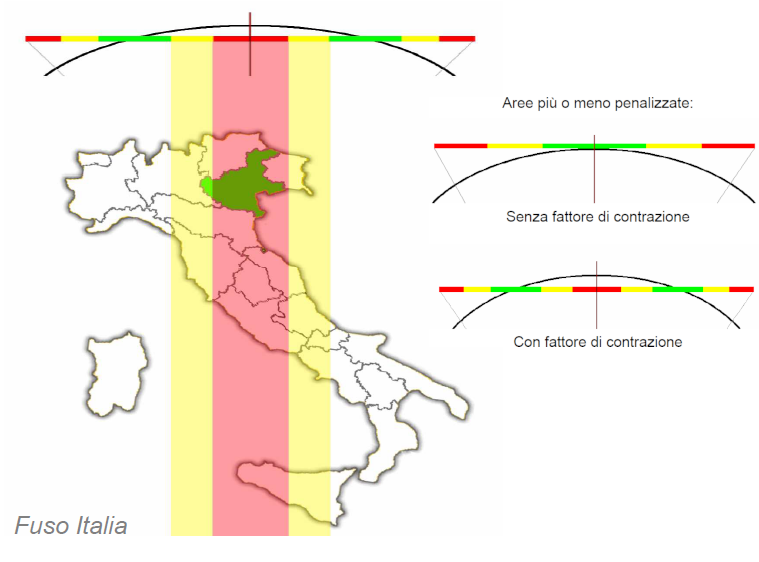 Aree più o meno penalizzate:
Senza fattore di contrazione
Con fattore di contrazione
Fuso Italia